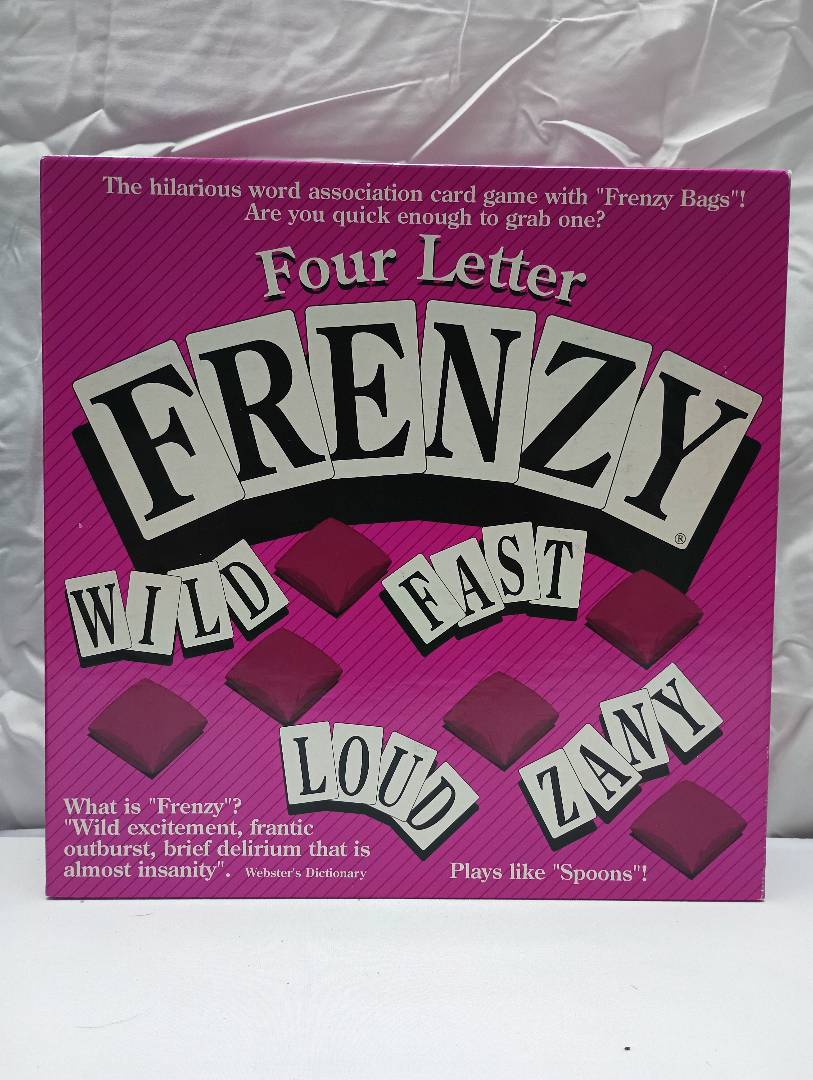 The hilarious word association card game with "Frenzy Bags"!
Are you quick enough to grab one?
Four Letter
FRENZY®
WILD
FAST
LOUD
ZANY
What is "Frenzy"?
"Wild excitement, frantic
outburst, brief delirium that is
almost insanity". Webster's Dictionary
Plays like "Spoons"!